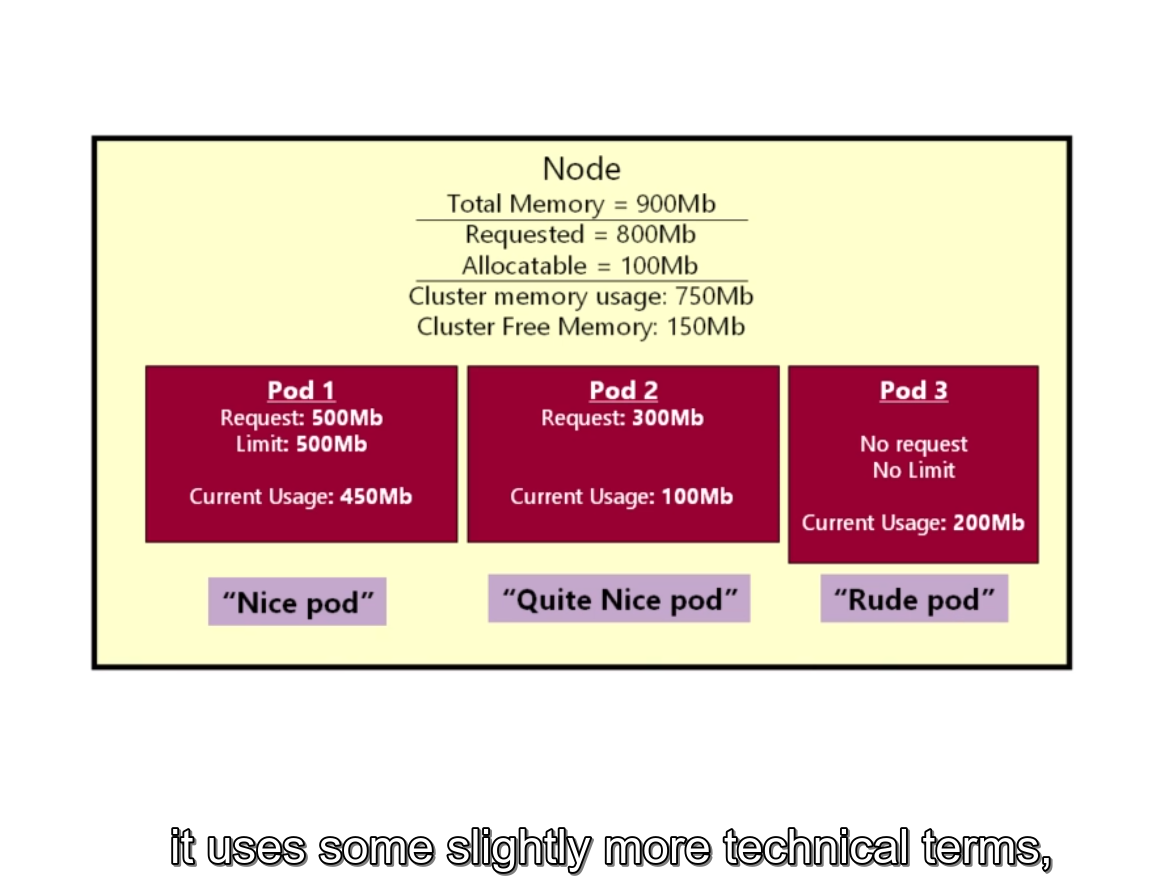 Node
Total Memory = 900Mb
Requested = 800Mb
Allocatable = 100Mb
Cluster memory usage: 750Mb
Cluster Free Memory: 150Mb
Pod 1
Request: 500Mb
Limit: 500Mb
Current Usage: 450Mb
"Nice pod"
Pod 2
Request: 300Mb
Current Usage: 100Mb
"Quite Nice pod"
Pod 3
No request
No Limit
Current Usage: 200Mb
"Rude pod"
it uses some slightly more technical terms,